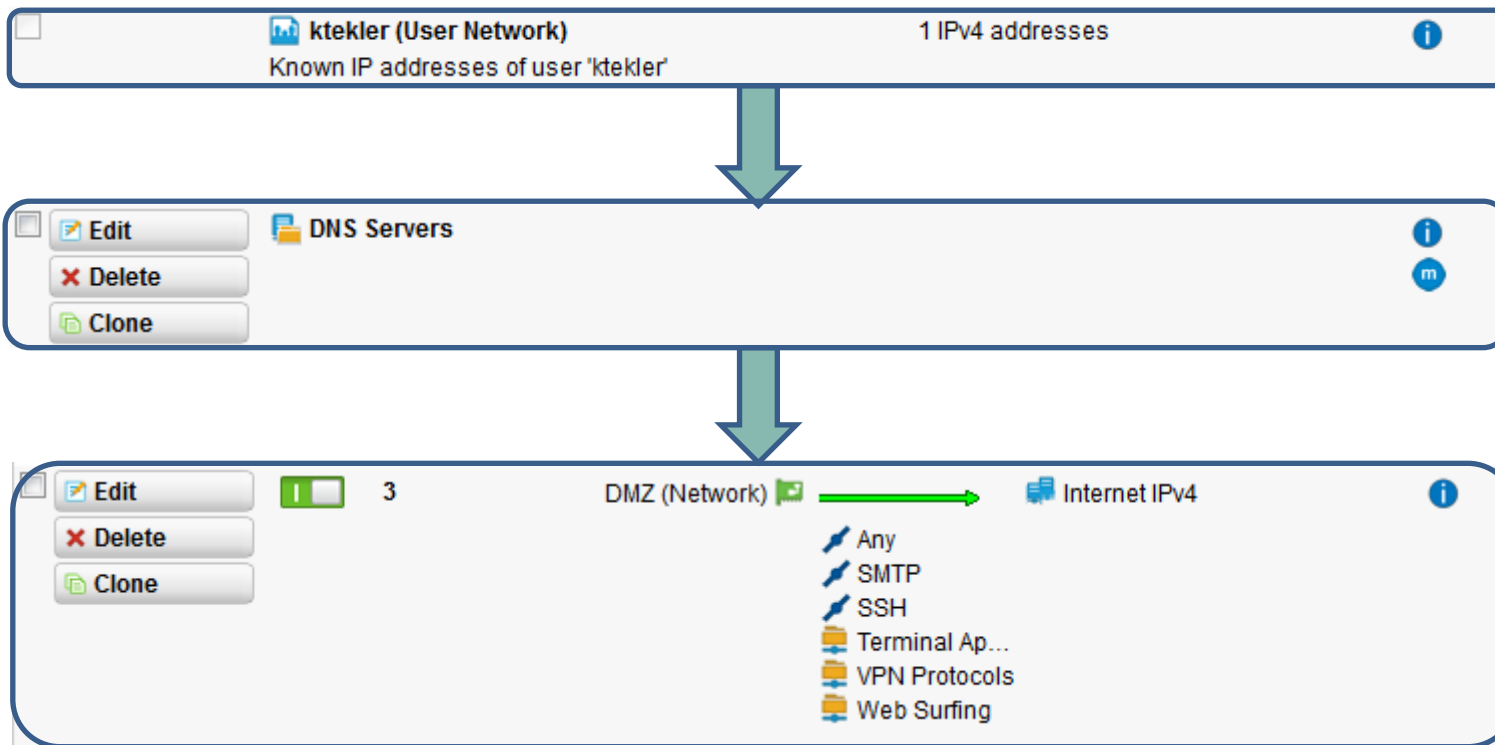 ktekler (User Network) 1 IPv4 addresses i
Known IP addresses of user 'ktekler'
Edit DNS Servers i
Delete m
Clone
Edit 3 DMZ (Network) Internet IPv4 i
Delete Any
SMTP
Clone SSH
Terminal Ap...
VPN Protocols
Web Surfing